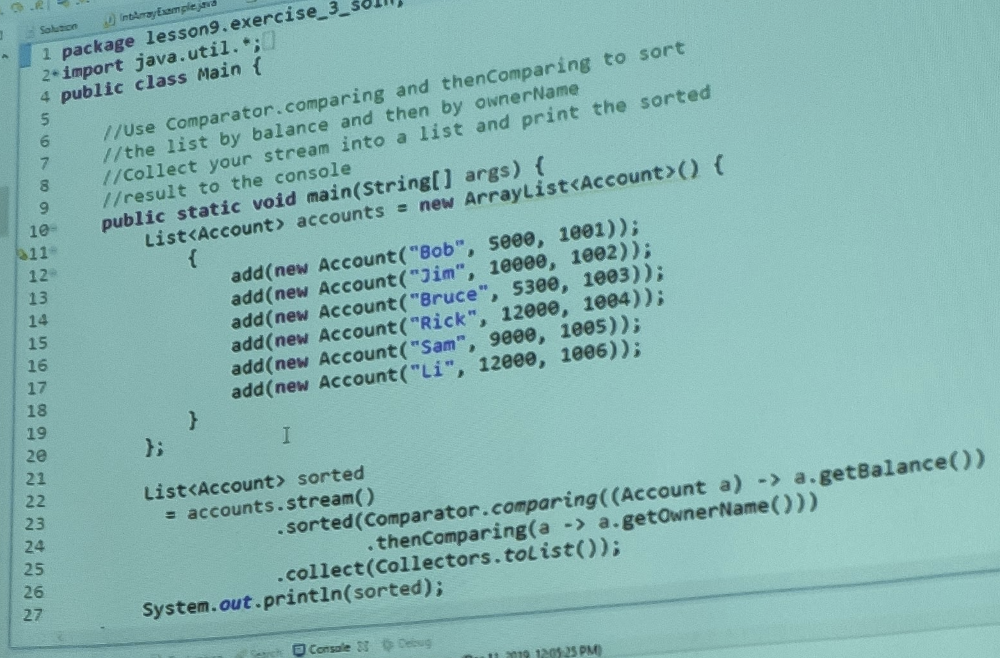 Solution IntArrayExample.java
1 package lesson9.exercise_3_soln;
2 import java.util.*;
4 public class Main {
5
6 //Use Comparator.comparing and thenComparing to sort
7 //the list by balance and then by ownerName
8 //Collect your stream into a list and print the sorted
9 //result to the console
10 public static void main(String[] args) {
11 List<Account> accounts = new ArrayList<Account>() {
12 {
13 add(new Account("Bob", 5000, 1001));
14 add(new Account("Jim", 10000, 1002));
15 add(new Account("Bruce", 5300, 1003));
16 add(new Account("Rick", 12000, 1004));
17 add(new Account("Sam", 9000, 1005));
18 add(new Account("Li", 12000, 1006));
19 }
20 };
21
22 List<Account> sorted
23 = accounts.stream()
24 .sorted(Comparator.comparing((Account a) -> a.getBalance())
25 .thenComparing(a -> a.getOwnerName()))
26 .collect(Collectors.toList());
27 System.out.println(sorted);
Search Console Debug
2019, 12:05:25 PM)